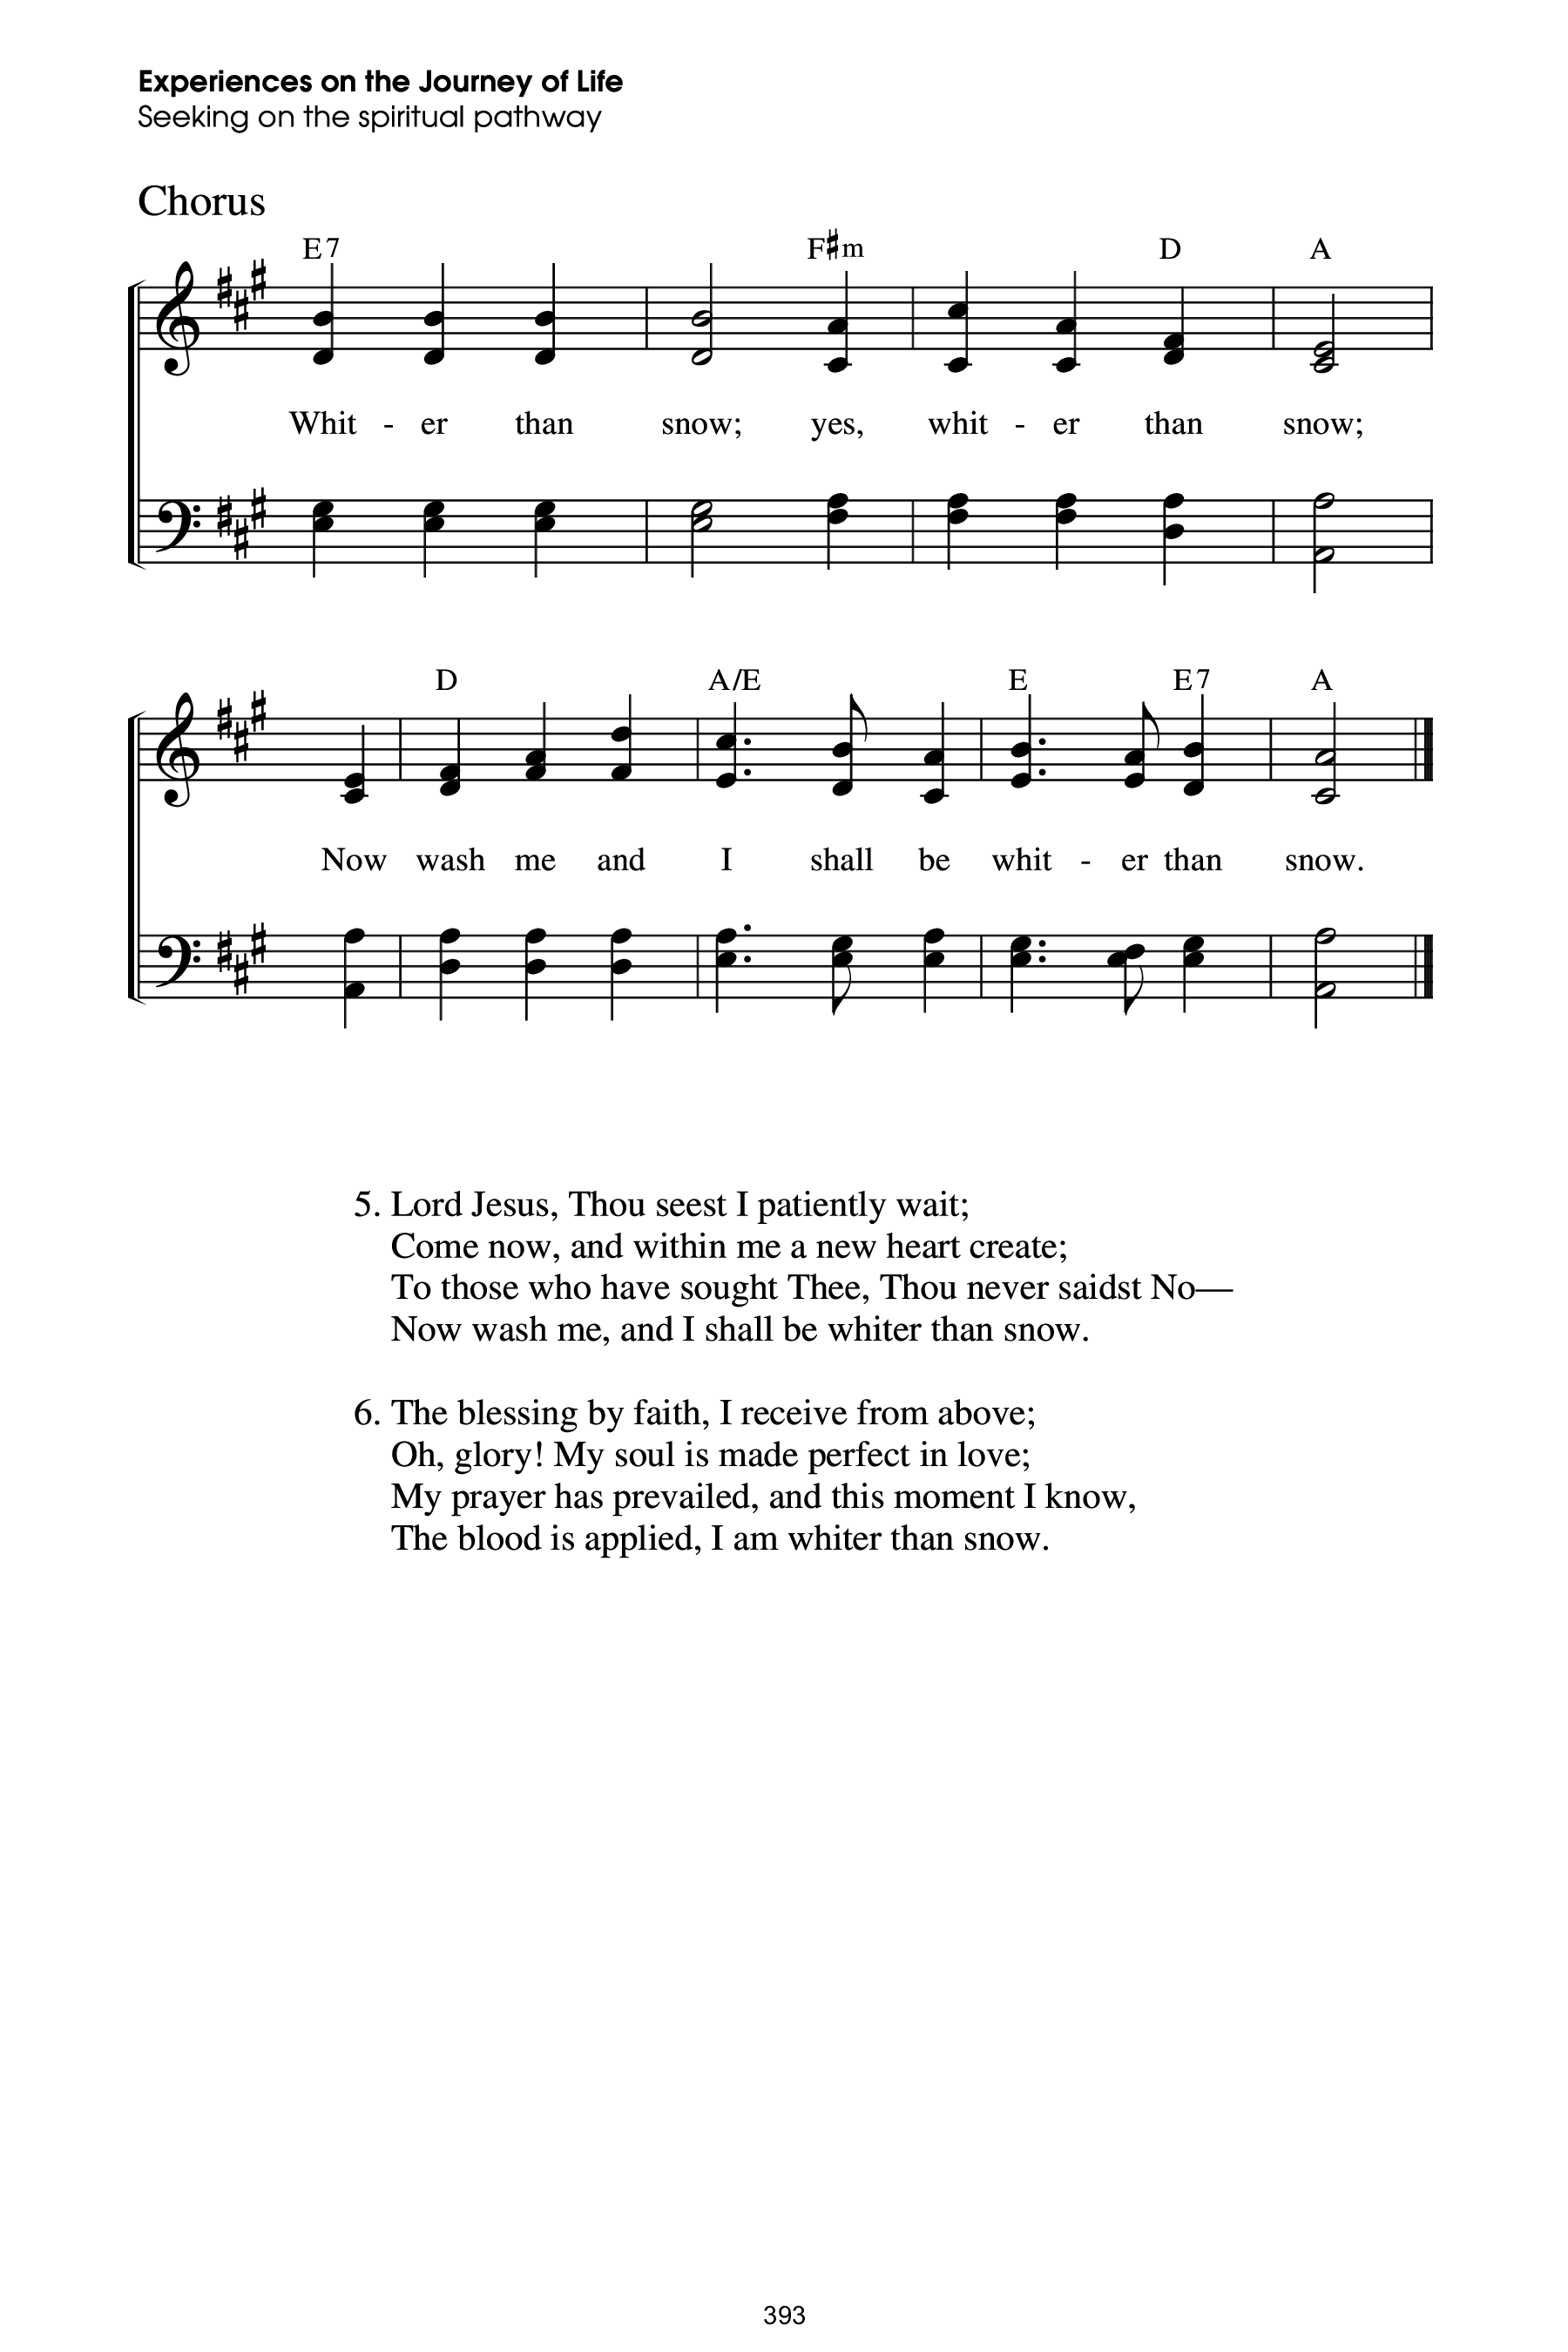 Experiences on the Journey of Life
Seeking on the spiritual pathway
Chorus
E7 F♯m D A
Whit - er than snow; yes, whit - er than snow;
D A/E E E7 A
Now wash me and I shall be whit - er than snow.
5. Lord Jesus, Thou seest I patiently wait;
Come now, and within me a new heart create;
To those who have sought Thee, Thou never saidst No—
Now wash me, and I shall be whiter than snow.
6. The blessing by faith, I receive from above;
Oh, glory! My soul is made perfect in love;
My prayer has prevailed, and this moment I know,
The blood is applied, I am whiter than snow.
393